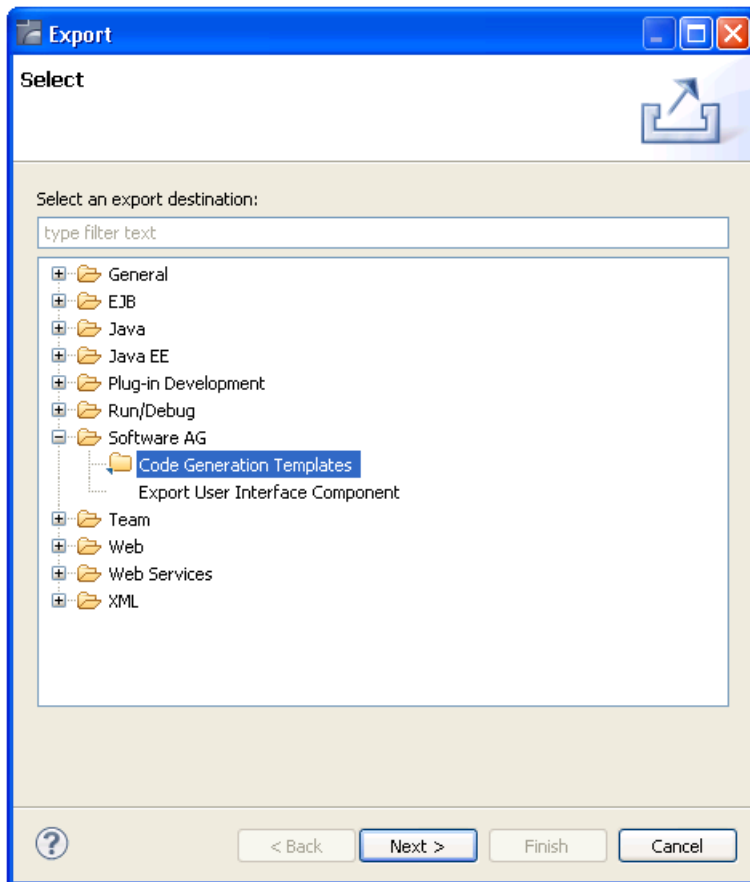 Export
Select
Select an export destination:
type filter text
General
EJB
Java
Java EE
Plug-in Development
Run/Debug
Software AG
Code Generation Templates
Export User Interface Component
Team
Web
Web Services
XML
? < Back Next > Finish Cancel